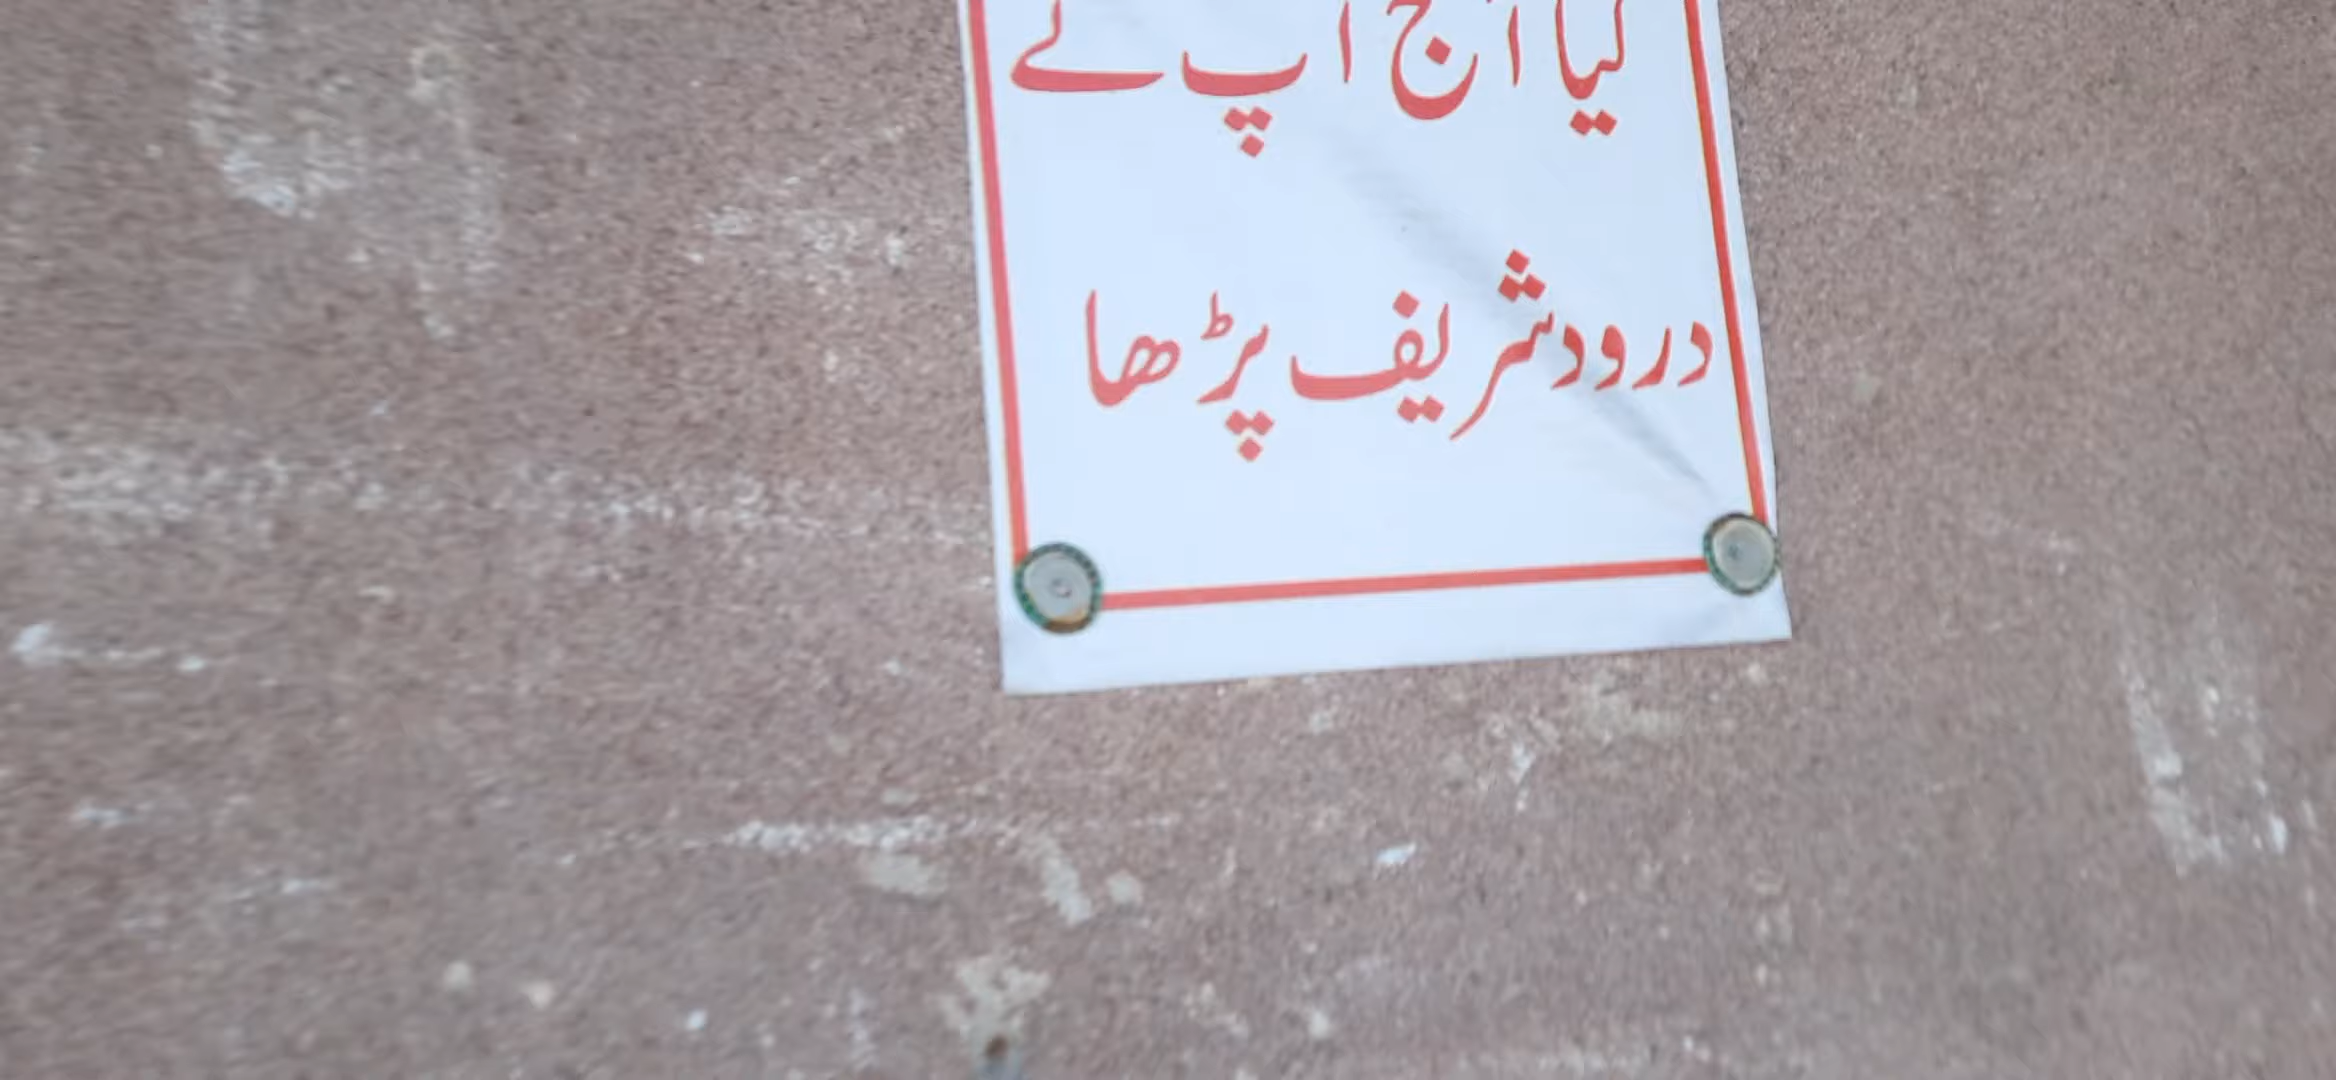 کیا آج آپ نے
درود شریف پڑھا